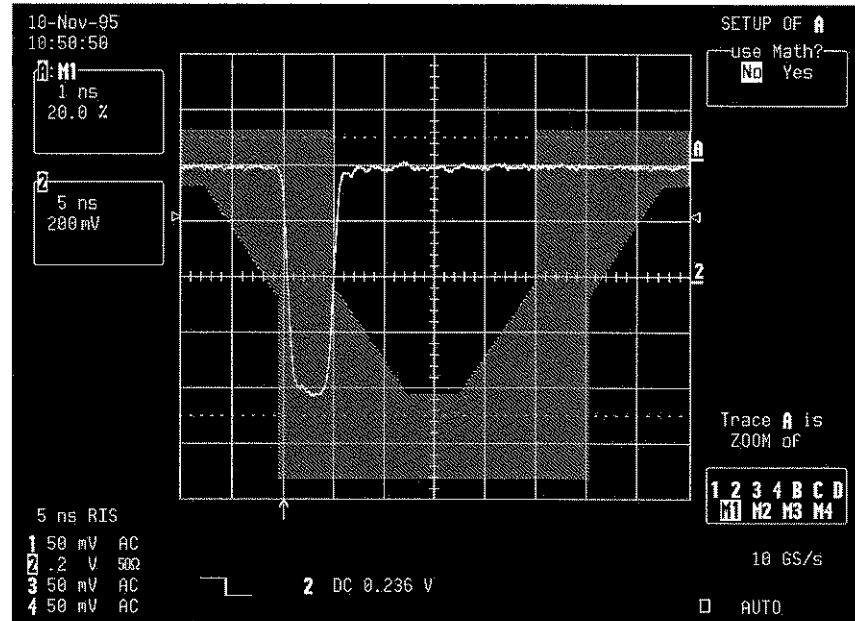 10-Nov-95
10:50:50
A: M1
1 ns
20.0 %
2
5 ns
200 mV
SETUP OF A
use Math?
No Yes
A
2
Trace A is
ZOOM of
1 2 3 4 B C D
M1 M2 M3 M4
5 ns RIS
1 50 mV AC
2 .2 V 50Ω
3 50 mV AC
4 50 mV AC
2 DC 0.236 V
10 GS/s
AUTO